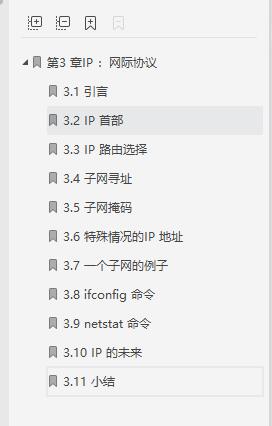 第3 章IP ：网际协议
3.1 引言
3.2 IP 首部
3.3 IP 路由选择
3.4 子网寻址
3.5 子网掩码
3.6 特殊情况的IP 地址
3.7 一个子网的例子
3.8 ifconfig 命令
3.9 netstat 命令
3.10 IP 的未来
3.11 小结